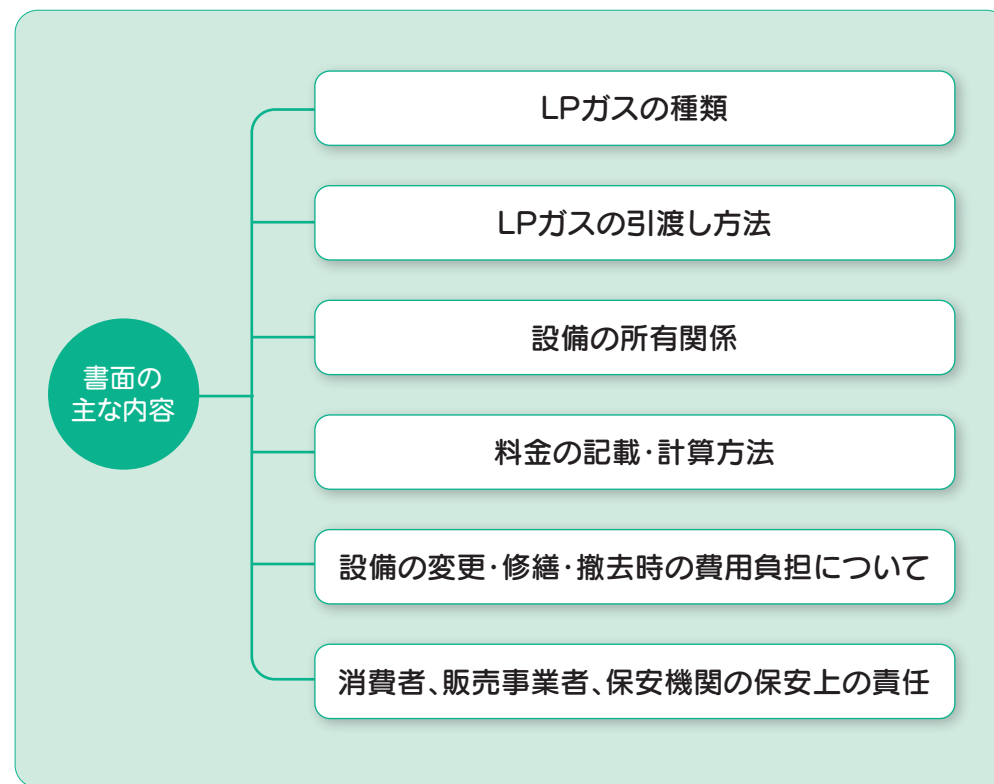 書面の
主な内容
LPガスの種類
LPガスの引渡し方法
設備の所有関係
料金の記載・計算方法
設備の変更・修繕・撤去時の費用負担について
消費者、販売事業者、保安機関の保安上の責任